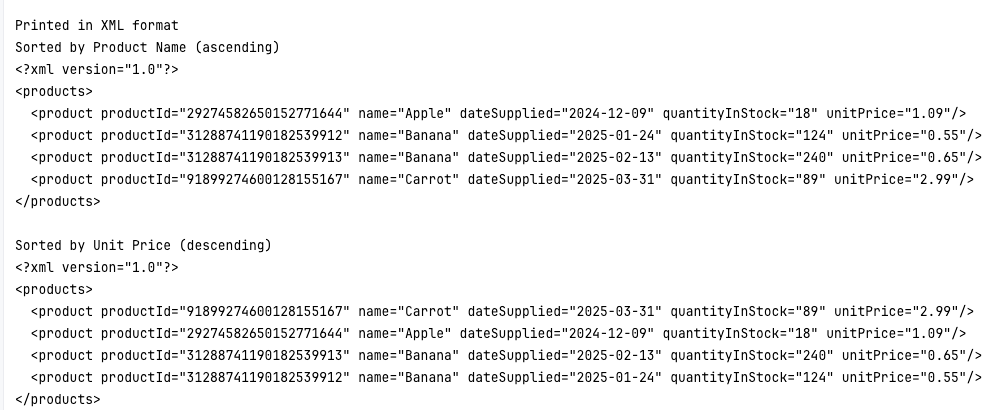 Printed in XML format
Sorted by Product Name (ascending)
<?xml version="1.0"?>
<products>
  <product productId="29274582650152771644" name="Apple" dateSupplied="2024-12-09" quantityInStock="18" unitPrice="1.09"/>
  <product productId="31288741190182539912" name="Banana" dateSupplied="2025-01-24" quantityInStock="124" unitPrice="0.55"/>
  <product productId="31288741190182539913" name="Banana" dateSupplied="2025-02-13" quantityInStock="240" unitPrice="0.65"/>
  <product productId="91899274600128155167" name="Carrot" dateSupplied="2025-03-31" quantityInStock="89" unitPrice="2.99"/>
</products>

Sorted by Unit Price (descending)
<?xml version="1.0"?>
<products>
  <product productId="91899274600128155167" name="Carrot" dateSupplied="2025-03-31" quantityInStock="89" unitPrice="2.99"/>
  <product productId="29274582650152771644" name="Apple" dateSupplied="2024-12-09" quantityInStock="18" unitPrice="1.09"/>
  <product productId="31288741190182539913" name="Banana" dateSupplied="2025-02-13" quantityInStock="240" unitPrice="0.65"/>
  <product productId="31288741190182539912" name="Banana" dateSupplied="2025-01-24" quantityInStock="124" unitPrice="0.55"/>
</products>